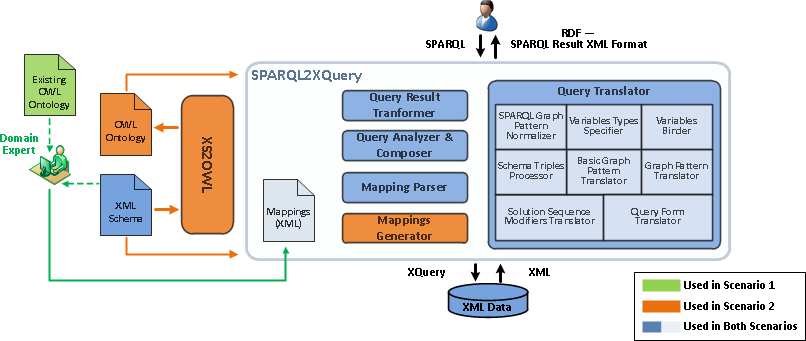 SPARQL
RDF —
SPARQL Result XML Format
SPARQL2XQuery
Existing
OWL
Ontology
Domain
Expert
OWL
Ontology
XS2OWL
XML
Schema
Mappings
(XML)
Query Result
Tranformer
Query Analyzer &
Composer
Mapping Parser
Mappings
Generator
Query Translator
SPARQL Graph
Pattern
Normalizer
Variables Types
Specifier
Variables
Binder
Schema Triples
Processor
Basic Graph
Pattern
Translator
Graph Pattern
Translator
Solution Sequence
Modifiers Translator
Query Form
Translator
XQuery
XML
XML Data
Used in Scenario 1
Used in Scenario 2
Used in Both Scenarios